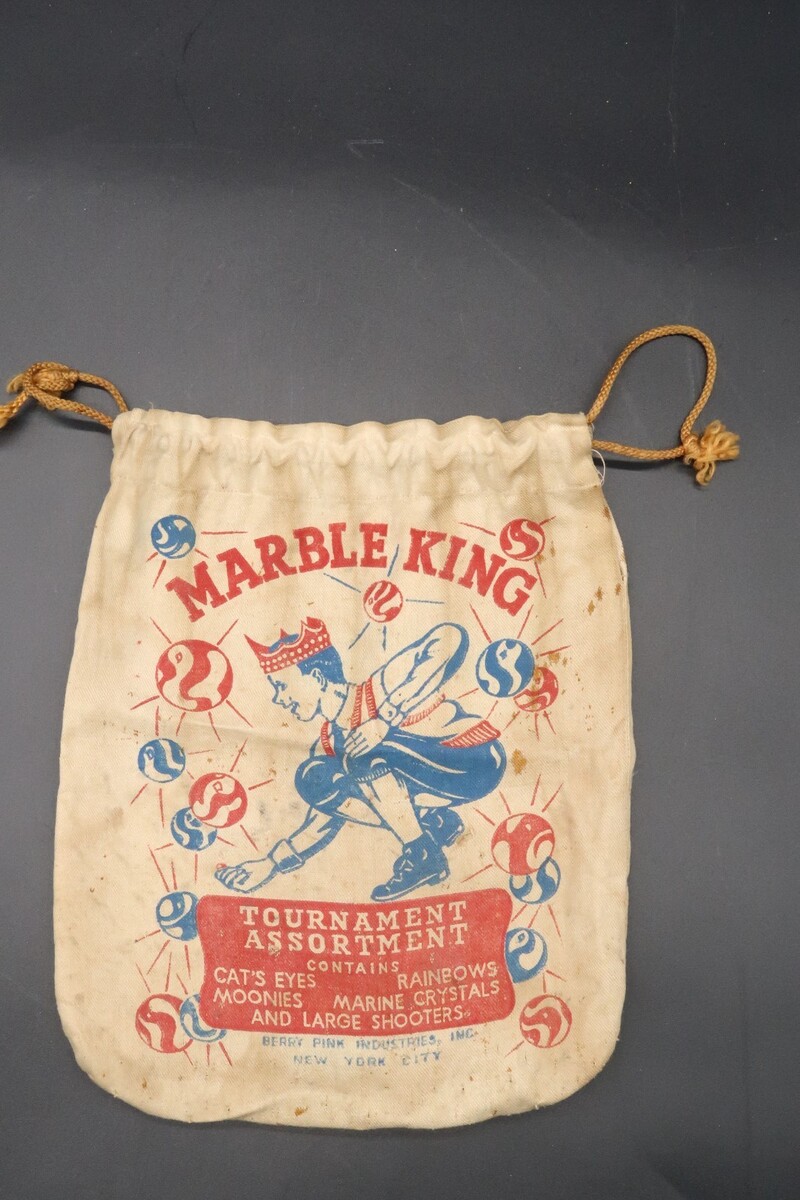 MARBLE KING
TOURNAMENT
ASSORTMENT
CONTAINS
CAT'S EYES RAINBOWS
MOONIES MARINE CRYSTALS
AND LARGE SHOOTERS
BERRY PINK INDUSTRIES, INC.
NEW YORK CITY